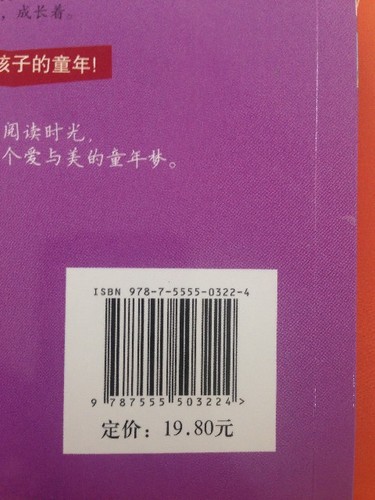 ，成长着。
孩子的童年！
阅读时光，
个爱与美的童年梦。
ISBN 978-7-5555-0322-4
9 787555 503224 >
定价：19.80元